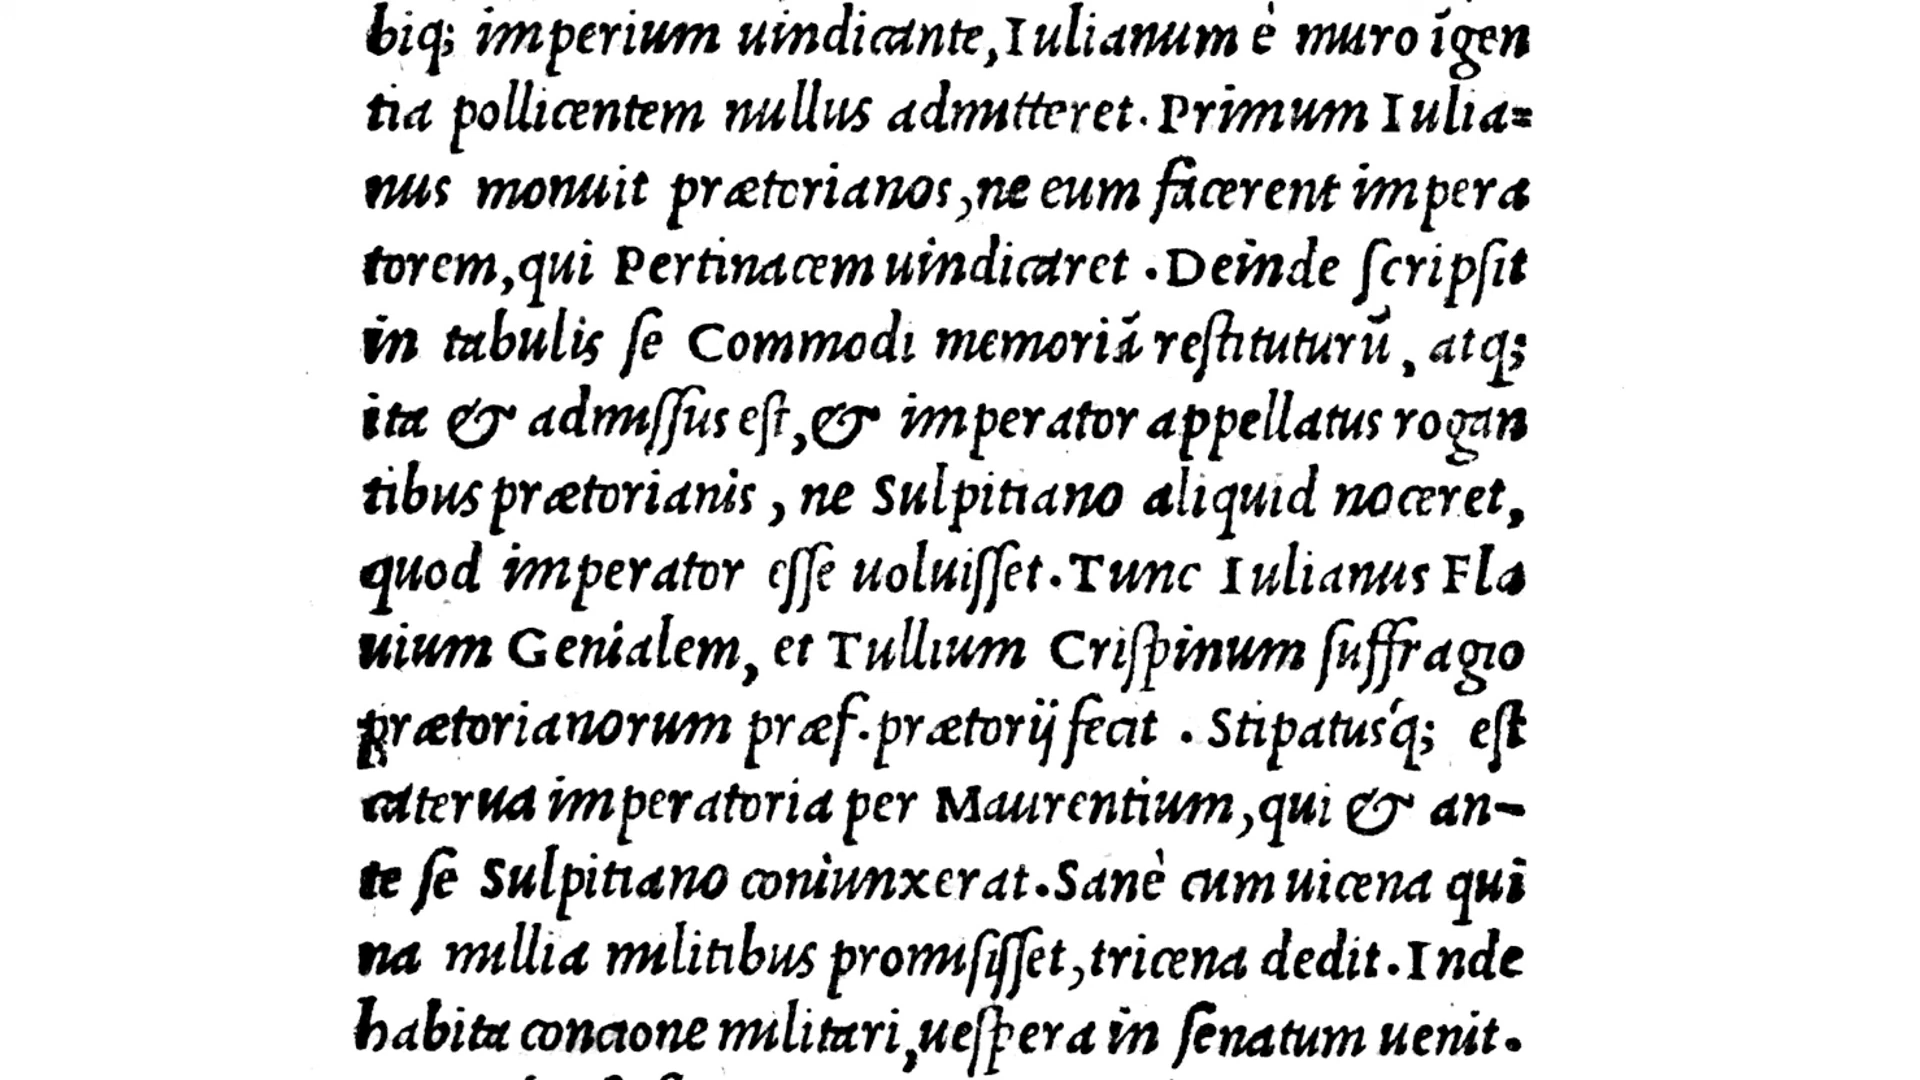 biq; imperium uindicante, Iulianum è muro īgen
tia pollicentem nullus admitteret. Primum Iulia=
nus monuit prætorianos, ne eum facerent impera
torem, qui Pertinacem uindicaret. Deinde ſcripſit
in tabulis ſe Commodi memoriā reſtituturū, atq;
ita & admiſſus eſt, & imperator appellatus rogan
tibus prætorianis, ne Sulpitiano aliquid noceret,
quod imperator eſſe uoluiſſet. Tunc Iulianus Fla
uium Genialem, et Tullium Criſpinum ſuffragio
prætorianorum præf. prætorij fecit. Stipatus´q; eſt
caterua imperatoria per Maurentium, qui & an-
te ſe Sulpitiano coniunxerat. Sanè cum uicena qui
na millia militibus promiſiſſet, tricena dedit. Inde
habita concione militari, ueſpera in ſenatum uenit.